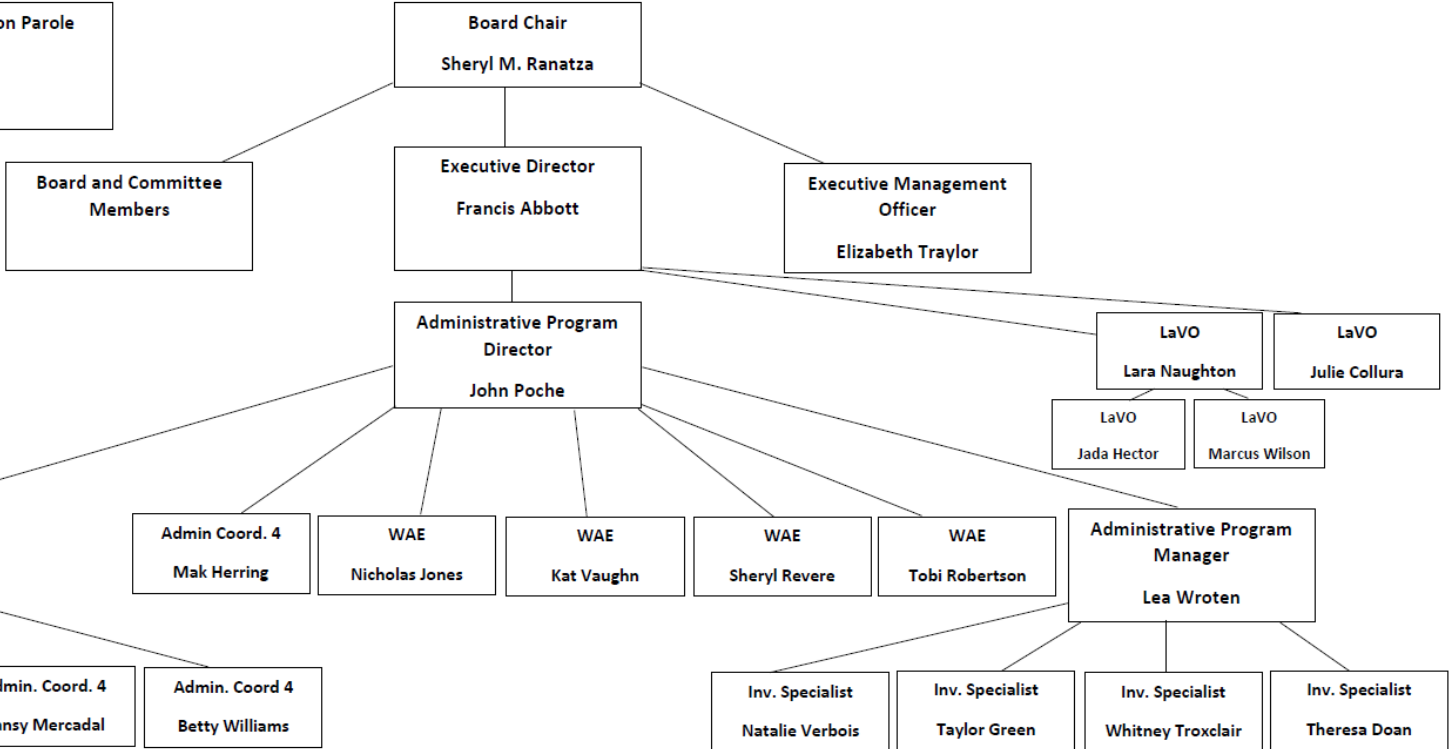 on Parole
Board Chair
Sheryl M. Ranatza
Board and Committee
Members
Executive Director
Francis Abbott
Executive Management
Officer
Elizabeth Traylor
Administrative Program
Director
John Poche
LaVO
Lara Naughton
LaVO
Julie Collura
LaVO
Jada Hector
LaVO
Marcus Wilson
Admin Coord. 4
Mak Herring
WAE
Nicholas Jones
WAE
Kat Vaughn
WAE
Sheryl Revere
WAE
Tobi Robertson
Administrative Program
Manager
Lea Wroten
dmin. Coord. 4
ansy Mercadal
Admin. Coord 4
Betty Williams
Inv. Specialist
Natalie Verbois
Inv. Specialist
Taylor Green
Inv. Specialist
Whitney Troxclair
Inv. Specialist
Theresa Doan